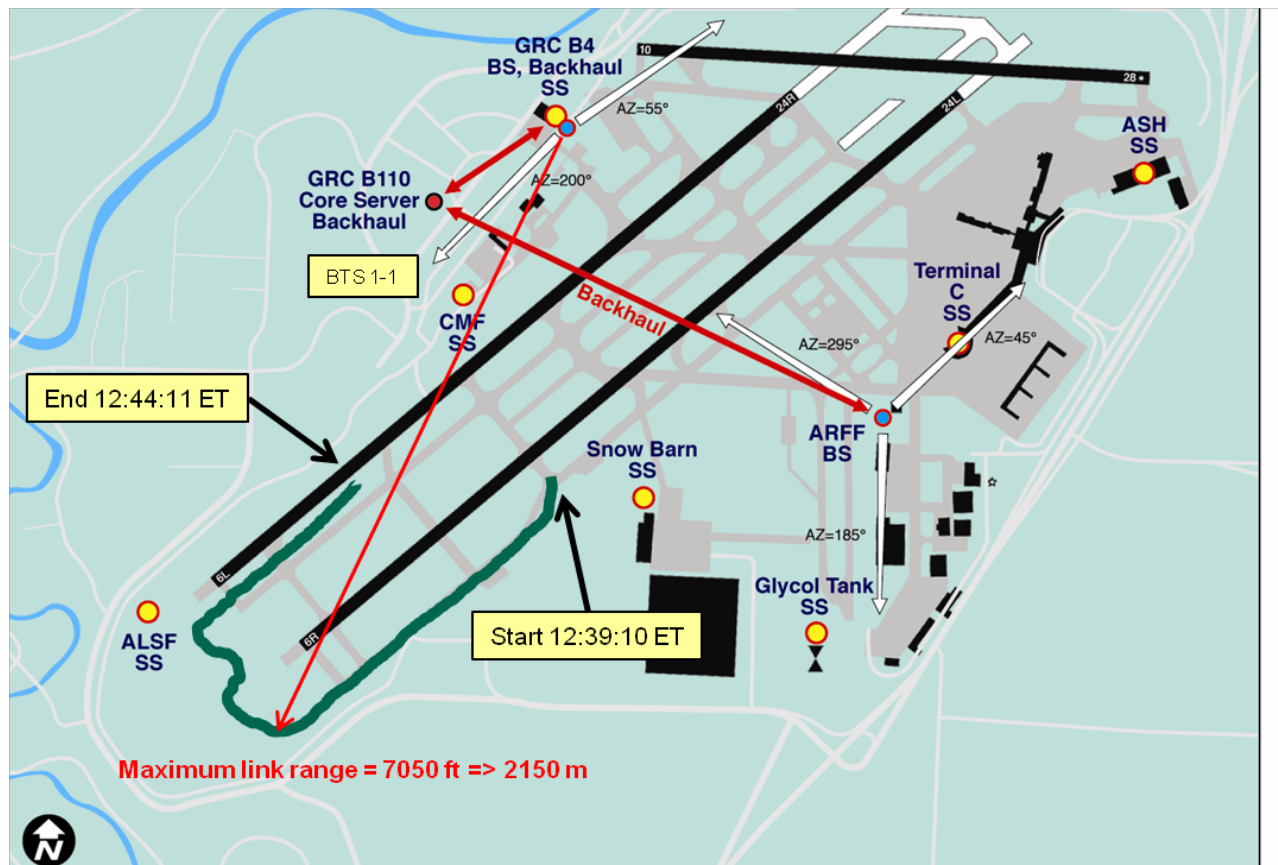 GRC B4
BS, Backhaul
SS
10
28
24R
24L
AZ=55°
ASH
SS
GRC B110
Core Server
Backhaul
AZ=200°
BTS 1-1
CMF
SS
Backhaul
Terminal
C
SS
AZ=295°
AZ=45°
End 12:44:11 ET
ARFF
BS
Snow Barn
SS
AZ=185°
6L
Glycol Tank
SS
ALSF
SS
6R
Start 12:39:10 ET
Maximum link range = 7050 ft => 2150 m
N